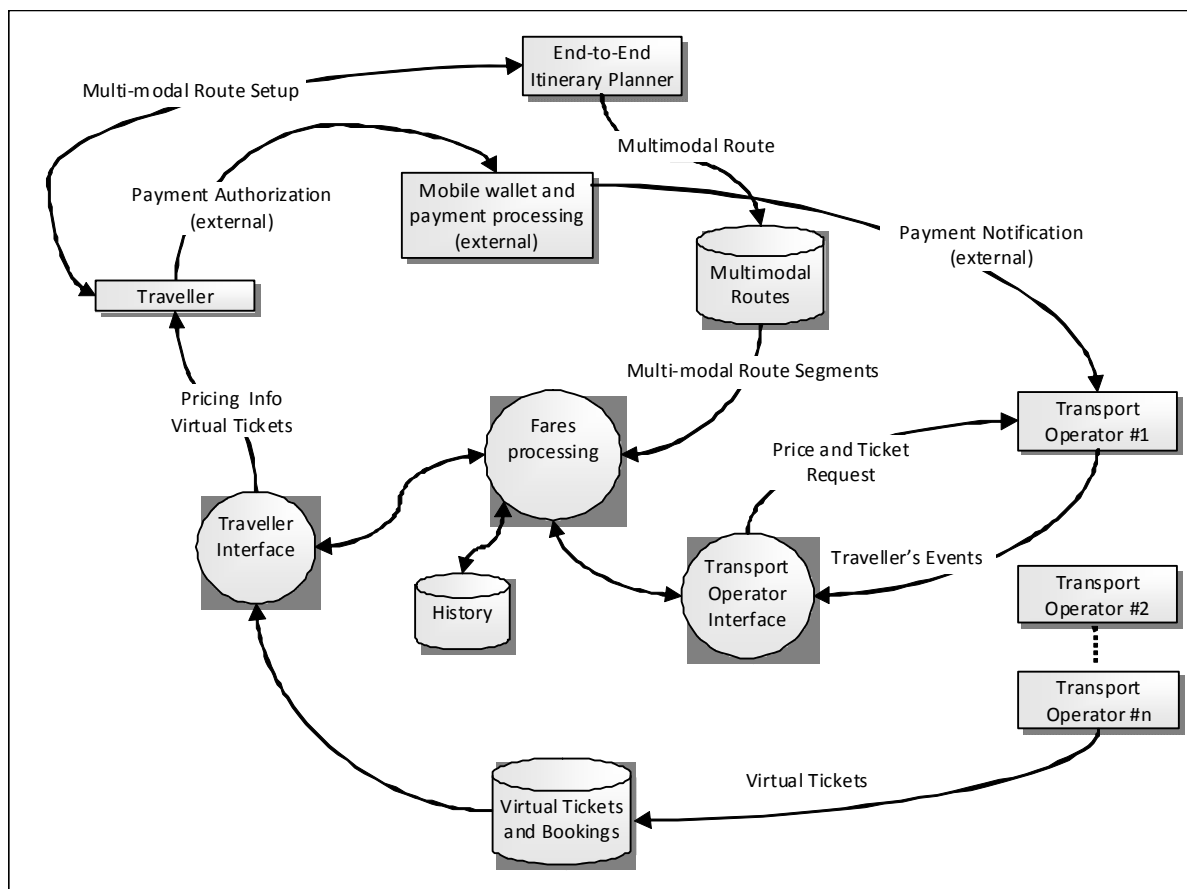 End-to-End
Itinerary Planner
Multi-modal Route Setup
Multimodal Route
Payment Authorization
(external)
Mobile wallet and
payment processing
(external)
Payment Notification
(external)
Multimodal
Routes
Traveller
Multi-modal Route Segments
Pricing Info
Virtual Tickets
Fares
processing
Transport
Operator #1
Price and Ticket
Request
Traveller
Interface
Transport
Operator
Interface
Traveller’s Events
History
Transport
Operator #2
Transport
Operator #n
Virtual Tickets
Virtual Tickets
and Bookings